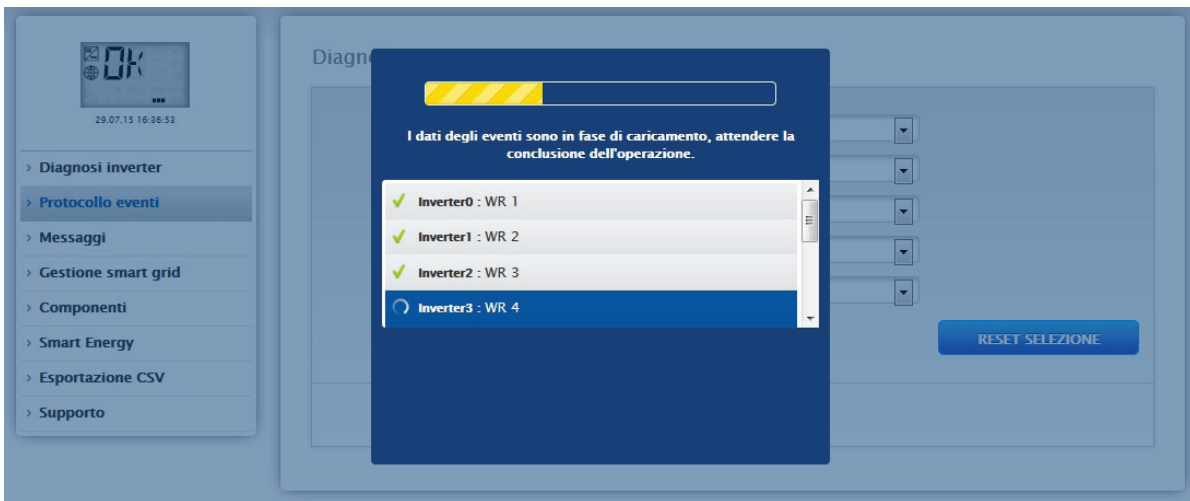 OK
29.07.15 16:36:53
> Diagnosi inverter
> Protocollo eventi
> Messaggi
> Gestione smart grid
> Componenti
> Smart Energy
> Esportazione CSV
> Supporto
Diagn
I dati degli eventi sono in fase di caricamento, attendere la
conclusione dell'operazione.
Inverter0 : WR 1
Inverter1 : WR 2
Inverter2 : WR 3
Inverter3 : WR 4
RESET SELEZIONE